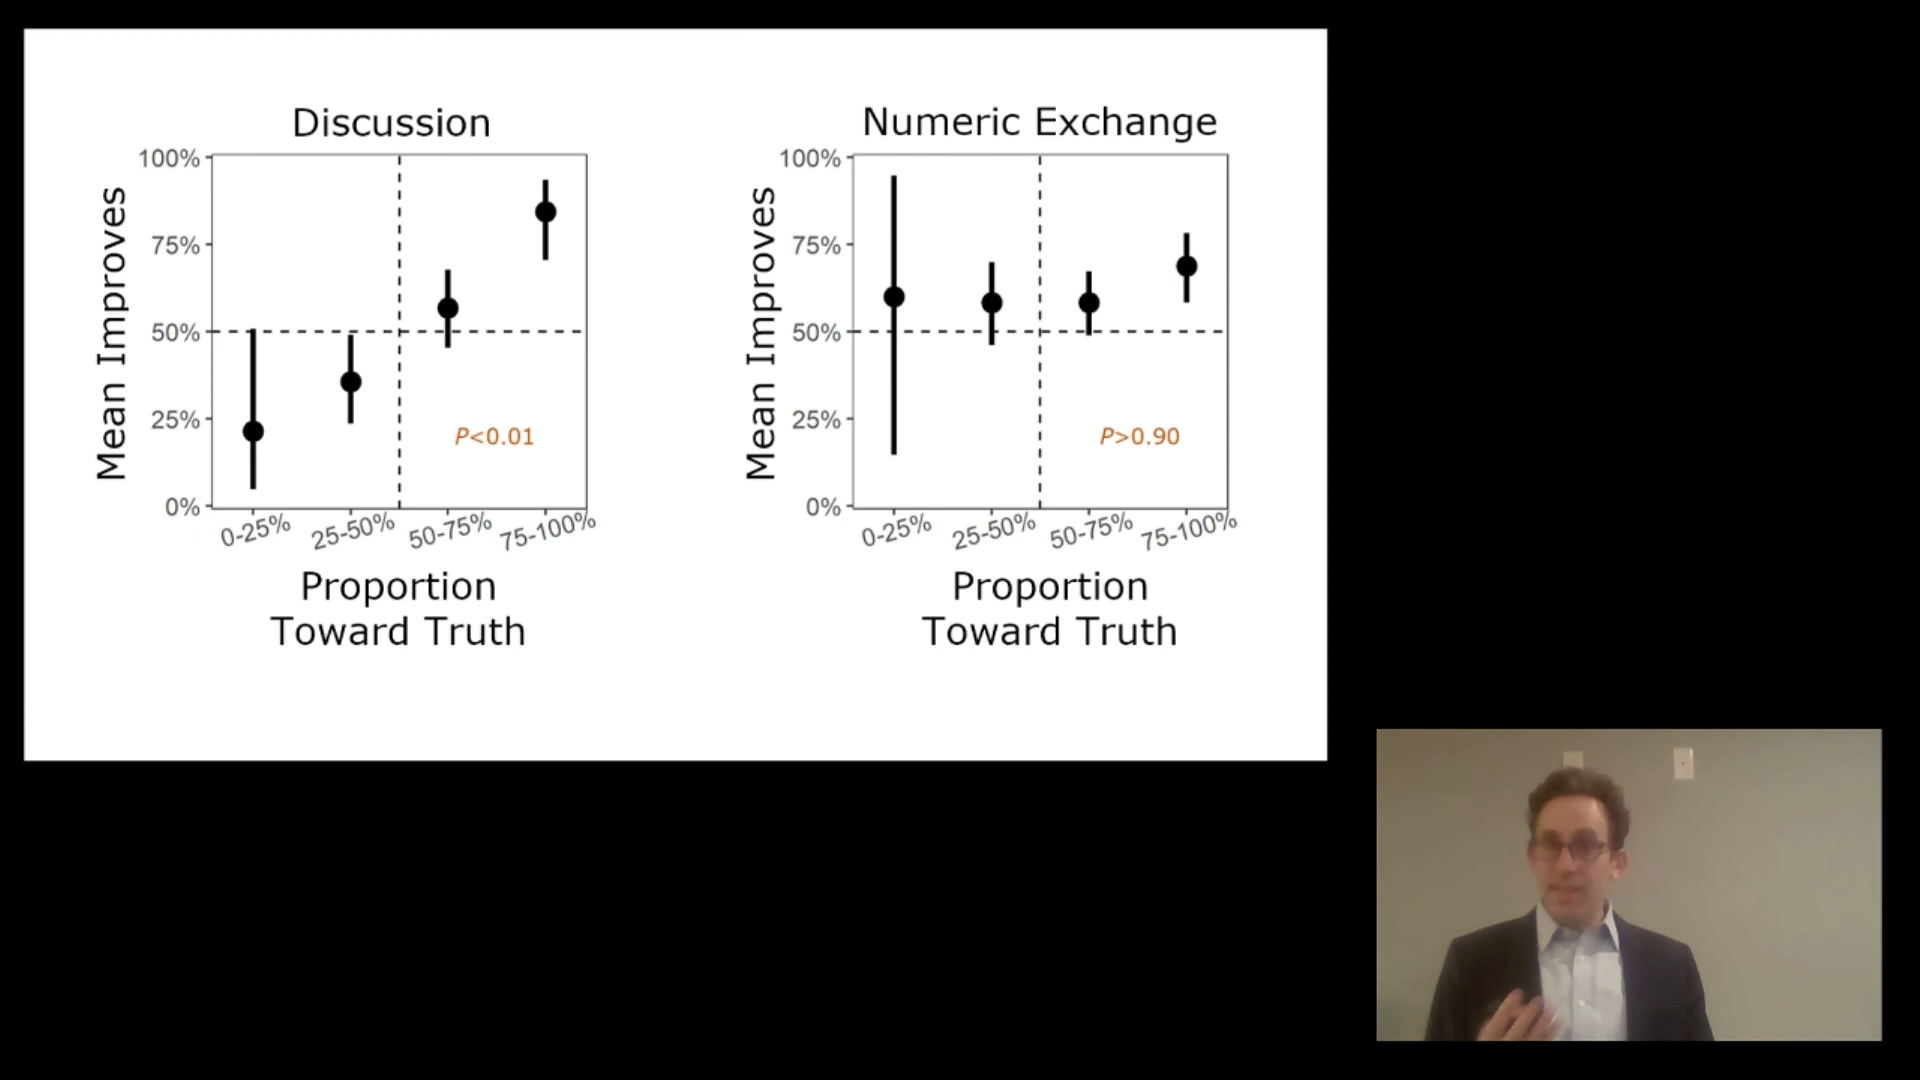 Discussion
100%
75%
50%
25%
0%
Mean Improves
P<0.01
0-25% 25-50% 50-75% 75-100%
Proportion
Toward Truth
Numeric Exchange
100%
75%
50%
25%
0%
Mean Improves
P>0.90
0-25% 25-50% 50-75% 75-100%
Proportion
Toward Truth